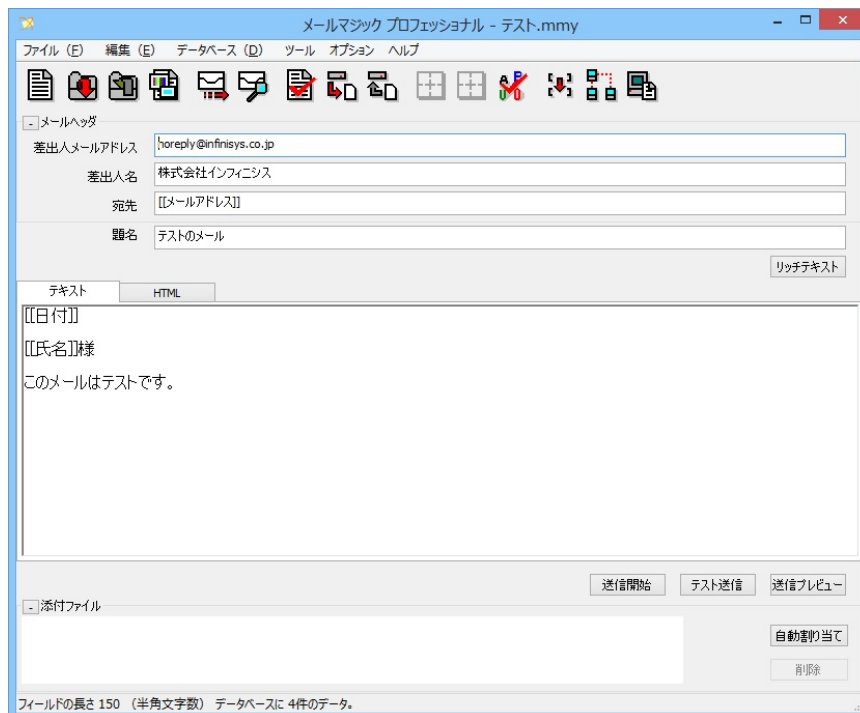 メールマジック プロフェッショナル - テスト.mmy
ファイル (F) 編集 (E) データベース (D) ツール オプション ヘルプ
メールヘッダ
差出人メールアドレス noreply@infinisys.co.jp
差出人名 株式会社インフィニシス
宛先 [[メールアドレス]]
題名 テストのメール
リッチテキスト
テキスト HTML
[[日付]]
[[氏名]]様
このメールはテストです。
送信開始 テスト送信 送信プレビュー
添付ファイル
自動割り当て
削除
フィールドの長さ 150 (半角文字数) データベースに 4件のデータ。